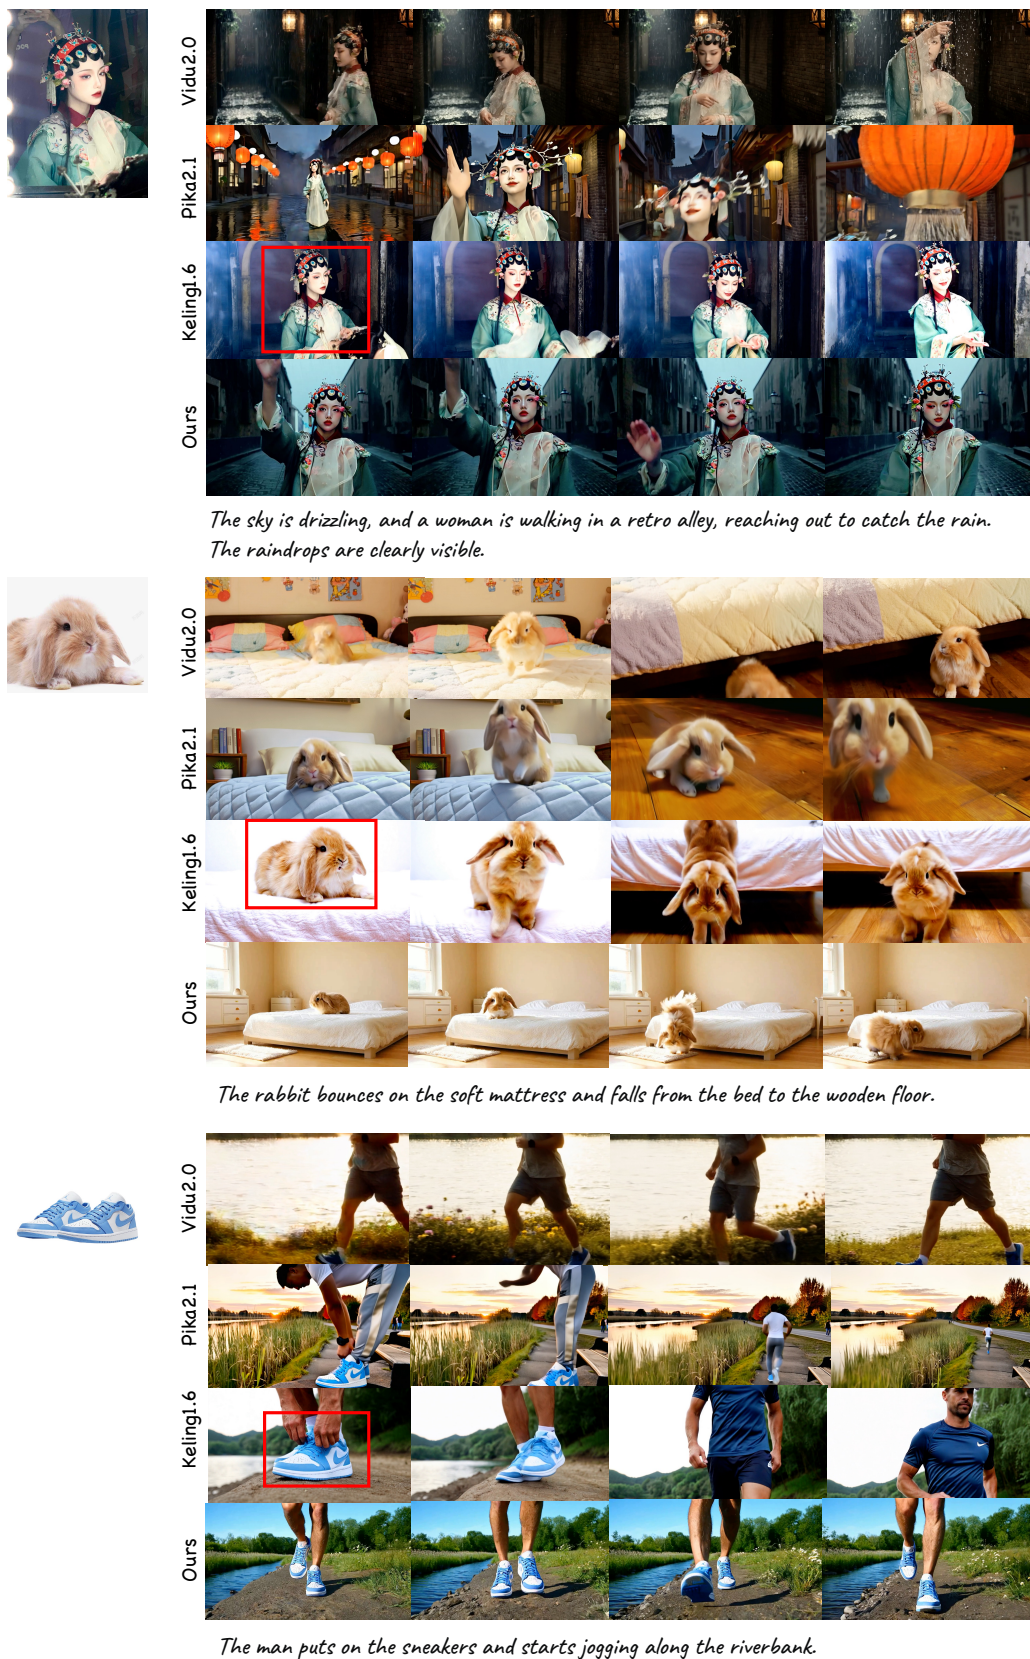 Vidu2.0
Pika2.1
Keling1.6
Ours
The sky is drizzling, and a woman is walking in a retro alley, reaching out to catch the rain.
The raindrops are clearly visible.
Vidu2.0
Pika2.1
Keling1.6
Ours
The rabbit bounces on the soft mattress and falls from the bed to the wooden floor.
Vidu2.0
Pika2.1
Keling1.6
Ours
The man puts on the sneakers and starts jogging along the riverbank.